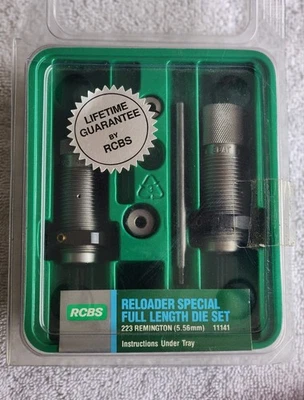 LIFETIME
GUARANTEE
BY
RCBS
RCBS
RELOADER SPECIAL
FULL LENGTH DIE SET
223 REMINGTON (5.56mm) 11141
Instructions Under Tray